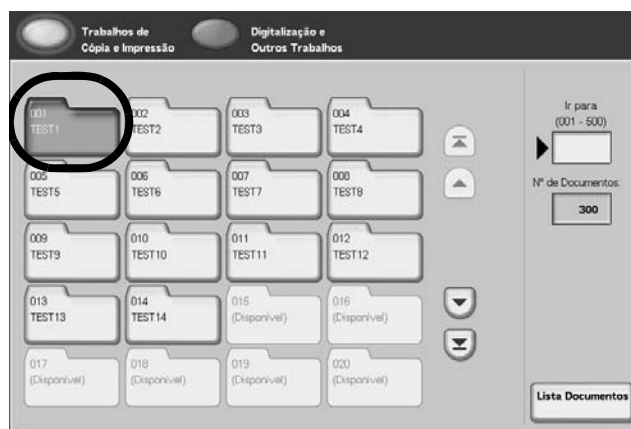 Trabalhos de
Cópia e Impressão
Digitalização e
Outros Trabalhos
001
TEST1
002
TEST2
003
TEST3
004
TEST4
005
TEST5
006
TEST6
007
TEST7
008
TEST8
009
TEST9
010
TEST10
011
TEST11
012
TEST12
013
TEST13
014
TEST14
015
(Disponível)
016
(Disponível)
017
(Disponível)
018
(Disponível)
019
(Disponível)
020
(Disponível)
Ir para
(001 - 500)
Nº de Documentos:
300
Lista Documentos